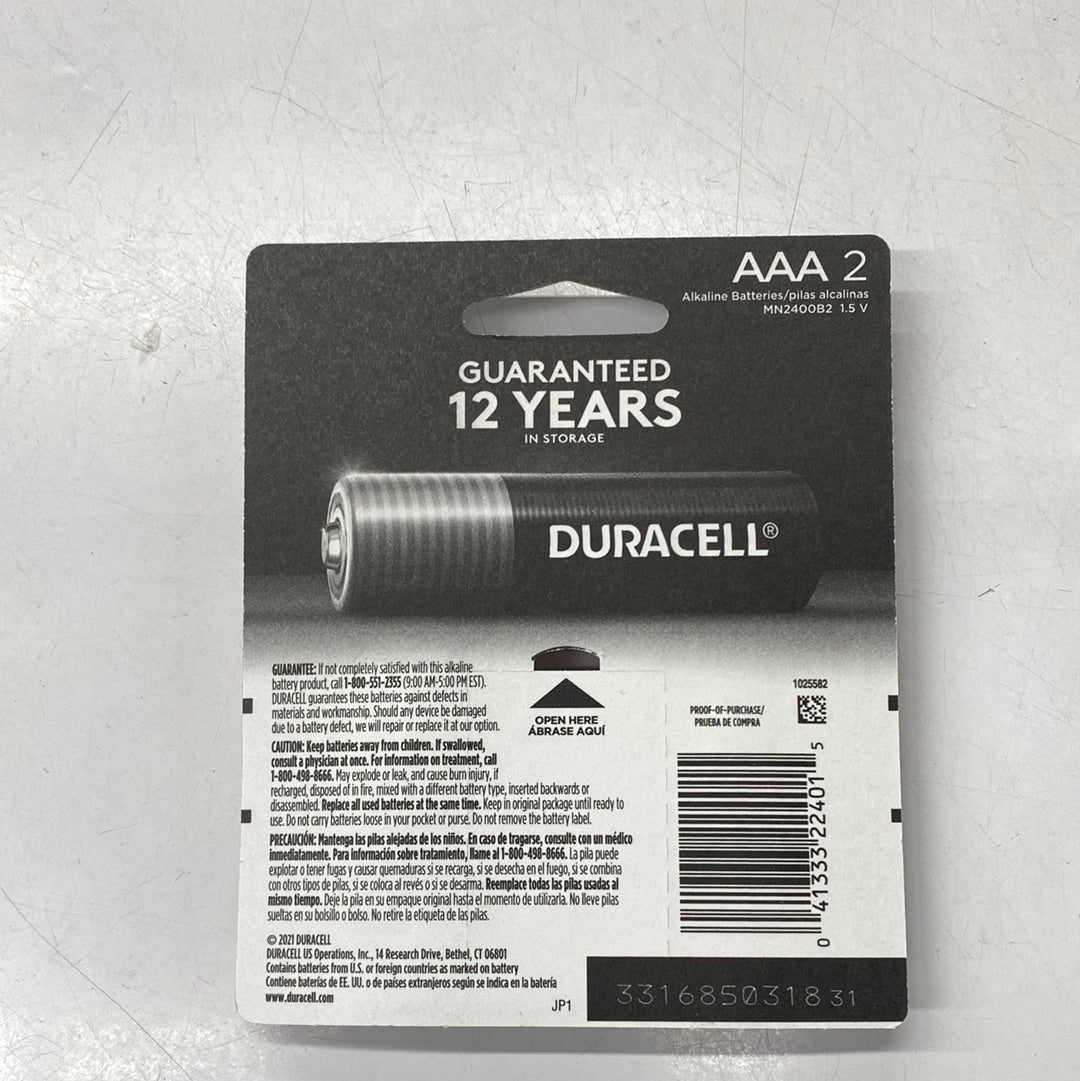 AAA 2
Alkaline Batteries/pilas alcalinas
MN2400B2 1.5 V
GUARANTEED
12 YEARS
IN STORAGE
DURACELL®
GUARANTEE: If not completely satisfied with this alkaline
battery product, call 1-800-551-2355 (9:00 AM-5:00 PM EST).
DURACELL guarantees these batteries against defects in
materials and workmanship. Should any device be damaged
due to a battery defect, we will repair or replace it at our option.
CAUTION: Keep batteries away from children. If swallowed,
consult a physician at once. For information on treatment, call
1-800-498-8666. May explode or leak, and cause burn injury, if
recharged, disposed of in fire, mixed with a different battery type, inserted backwards or
disassembled. Replace all used batteries at the same time. Keep in original package until ready to
use. Do not carry batteries loose in your pocket or purse. Do not remove the battery label.
PRECAUCIÓN: Mantenga las pilas alejadas de los niños. En caso de tragarse, consulte con un médico
inmediatamente. Para información sobre tratamiento, llame al 1-800-498-8666. La pila puede
explotar o tener fugas y causar quemaduras si se recarga, si se desecha en el fuego, si se combina
con otros tipos de pilas, si se coloca al revés o si se desarma. Reemplace todas las pilas usadas al
mismo tiempo. Deje la pila en su empaque original hasta el momento de utilizarla. No lleve pilas
sueltas en su bolsillo o bolso. No retire la etiqueta de las pilas.
© 2021 DURACELL
DURACELL US Operations, Inc., 14 Research Drive, Bethel, CT 06801
Contains batteries from U.S. or foreign countries as marked on battery
Contiene baterías de EE. UU. o de países extranjeros según se indica en la batería
www.duracell.com
JP1
OPEN HERE
ÁBRASE AQUÍ
1025582
PROOF-OF-PURCHASE/
PRUEBA DE COMPRA
0 41333 22401 5
331685031831